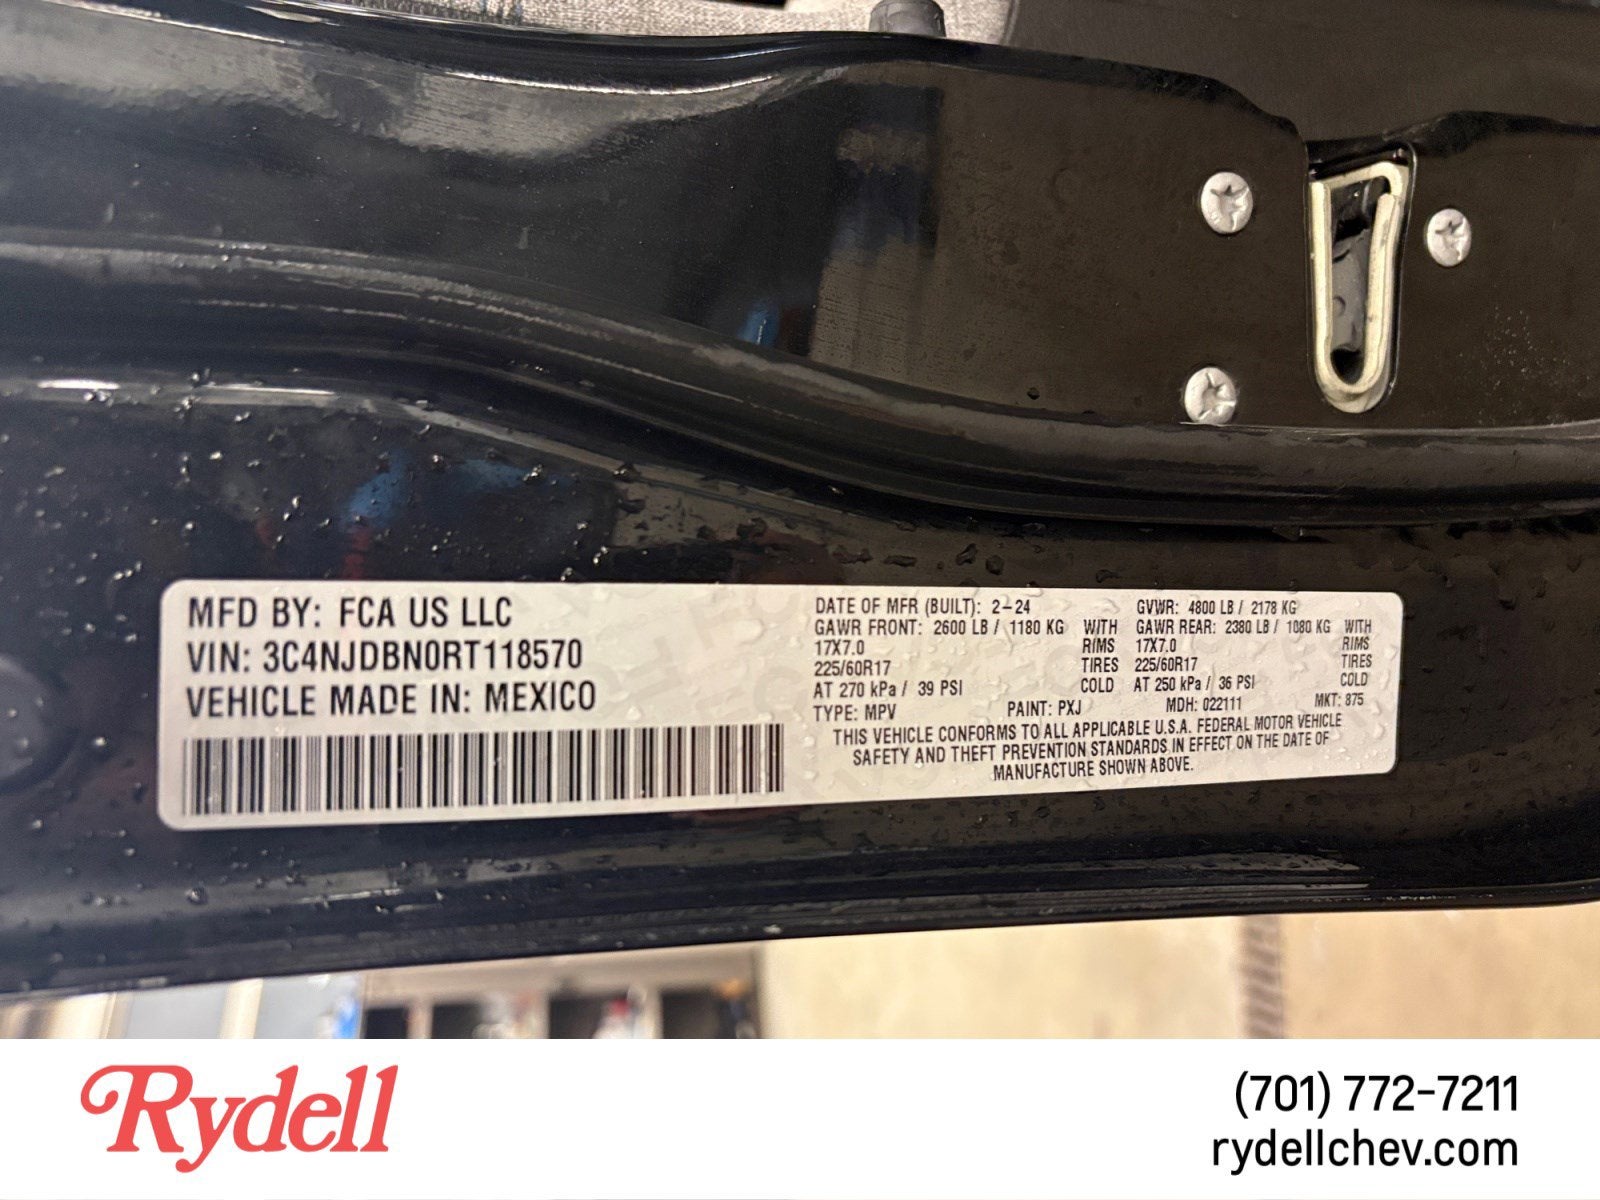 MFD BY: FCA US LLC
VIN: 3C4NJDBN0RT118570
VEHICLE MADE IN: MEXICO
DATE OF MFR (BUILT): 2-24 GVWR: 4800 LB / 2178 KG
GAWR FRONT: 2600 LB / 1180 KG WITH GAWR REAR: 2380 LB / 1080 KG WITH
17X7.0 RIMS 17X7.0 RIMS
225/60R17 TIRES 225/60R17 TIRES
AT 270 kPa / 39 PSI COLD AT 250 kPa / 36 PSI COLD
TYPE: MPV PAINT: PXJ MDH: 022111 MKT: 875
THIS VEHICLE CONFORMS TO ALL APPLICABLE U.S.A. FEDERAL MOTOR VEHICLE
SAFETY AND THEFT PREVENTION STANDARDS IN EFFECT ON THE DATE OF
MANUFACTURE SHOWN ABOVE.
Rydell
(701) 772-7211
rydellchev.com